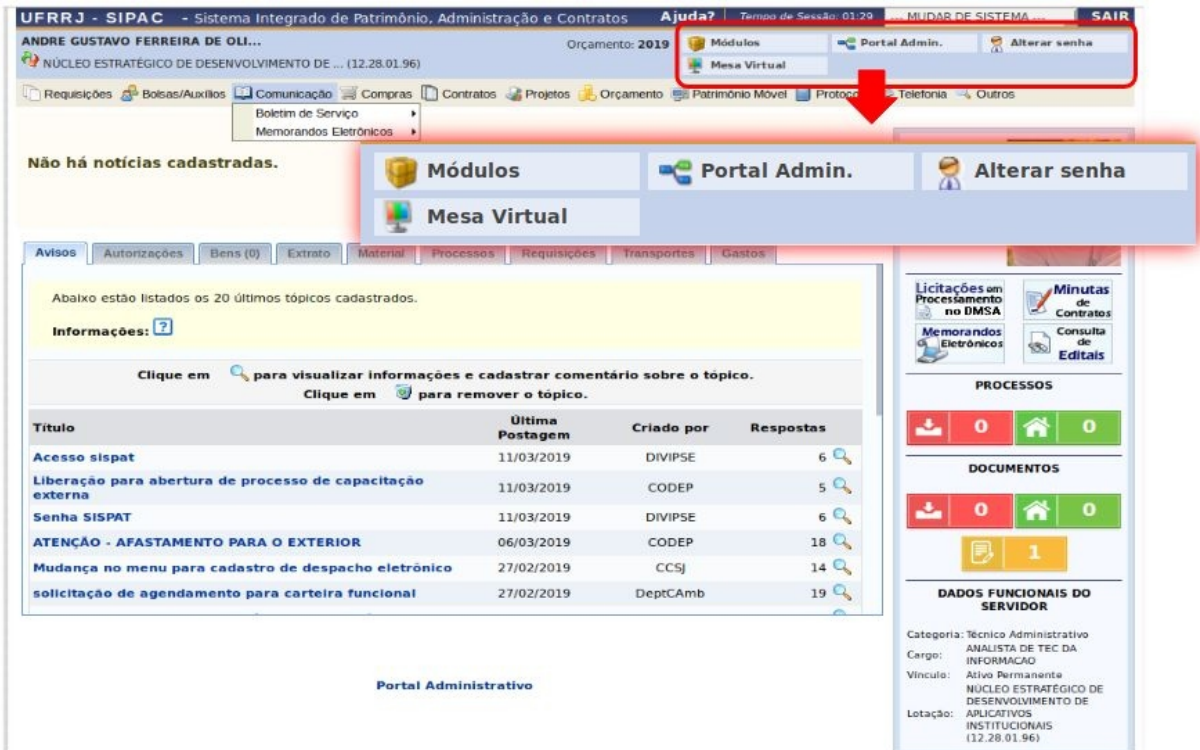 UFRRJ - SIPAC - Sistema Integrado de Patrimônio, Administração e Contratos Ajuda? Tempo de Sessão: 01:29 ... MUDAR DE SISTEMA ... SAIR
ANDRE GUSTAVO FERREIRA DE OLI... Orçamento: 2019 Módulos Portal Admin. Alterar senha
NÚCLEO ESTRATÉGICO DE DESENVOLVIMENTO DE ... (12.28.01.96) Mesa Virtual
Requisições Bolsas/Auxílios Comunicação Compras Contratos Projetos Orçamento Patrimônio Móvel Telefonia Outros
Boletim de Serviço
Memorandos Eletrônicos
Não há notícias cadastradas.
Módulos Portal Admin. Alterar senha
Mesa Virtual
Avisos Autorizações Bens (0) Extrato Material Processos Requisições Transportes Gastos
Abaixo estão listados os 20 últimos tópicos cadastrados.
Informações: ?
Clique em para visualizar informações e cadastrar comentário sobre o tópico.
Clique em para remover o tópico.
Título Última Postagem Criado por Respostas
Acesso sispat 11/03/2019 DIVIPSE 6
Liberação para abertura de processo de capacitação
externa 11/03/2019 CODEP 5
Senha SISPAT 11/03/2019 DIVIPSE 6
ATENÇÃO - AFASTAMENTO PARA O EXTERIOR 06/03/2019 CODEP 18
Mudança no menu para cadastro de despacho eletrônico 27/02/2019 CCSJ 14
solicitação de agendamento para carteira funcional 27/02/2019 DeptCAmb 19
Portal Administrativo
Licitações em
Processamento
no DMSA
Minutas
de
Contratos
Memorandos
Eletrônicos
Consulta
de
Editais
PROCESSOS
0 0
DOCUMENTOS
0 0
1
DADOS FUNCIONAIS DO
SERVIDOR
Categoria: Técnico Administrativo
Cargo: ANALISTA DE TEC DA
INFORMACAO
Vínculo: Ativo Permanente
Lotação: NÚCLEO ESTRATÉGICO DE
DESENVOLVIMENTO DE
APLICATIVOS
INSTITUCIONAIS
(12.28.01.96)